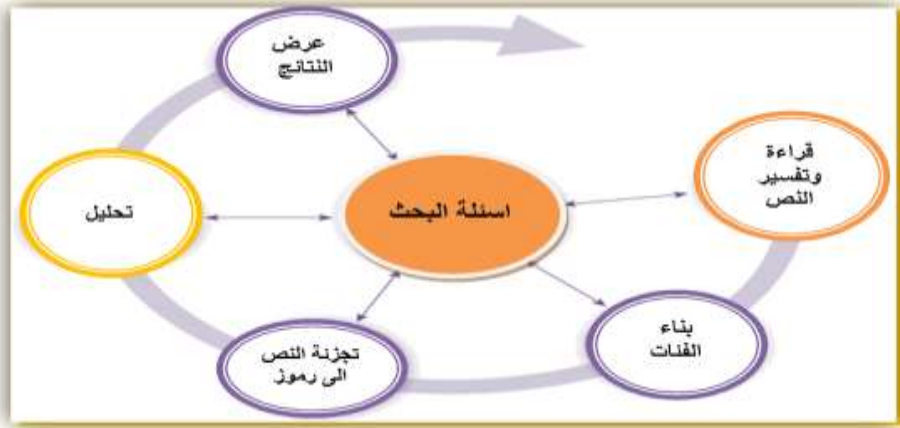 عرض
النتائج
قراءة
وتفسير
النص
اسئلة البحث
تحليل
بناء
الفئات
تجزئة النص
الى رموز